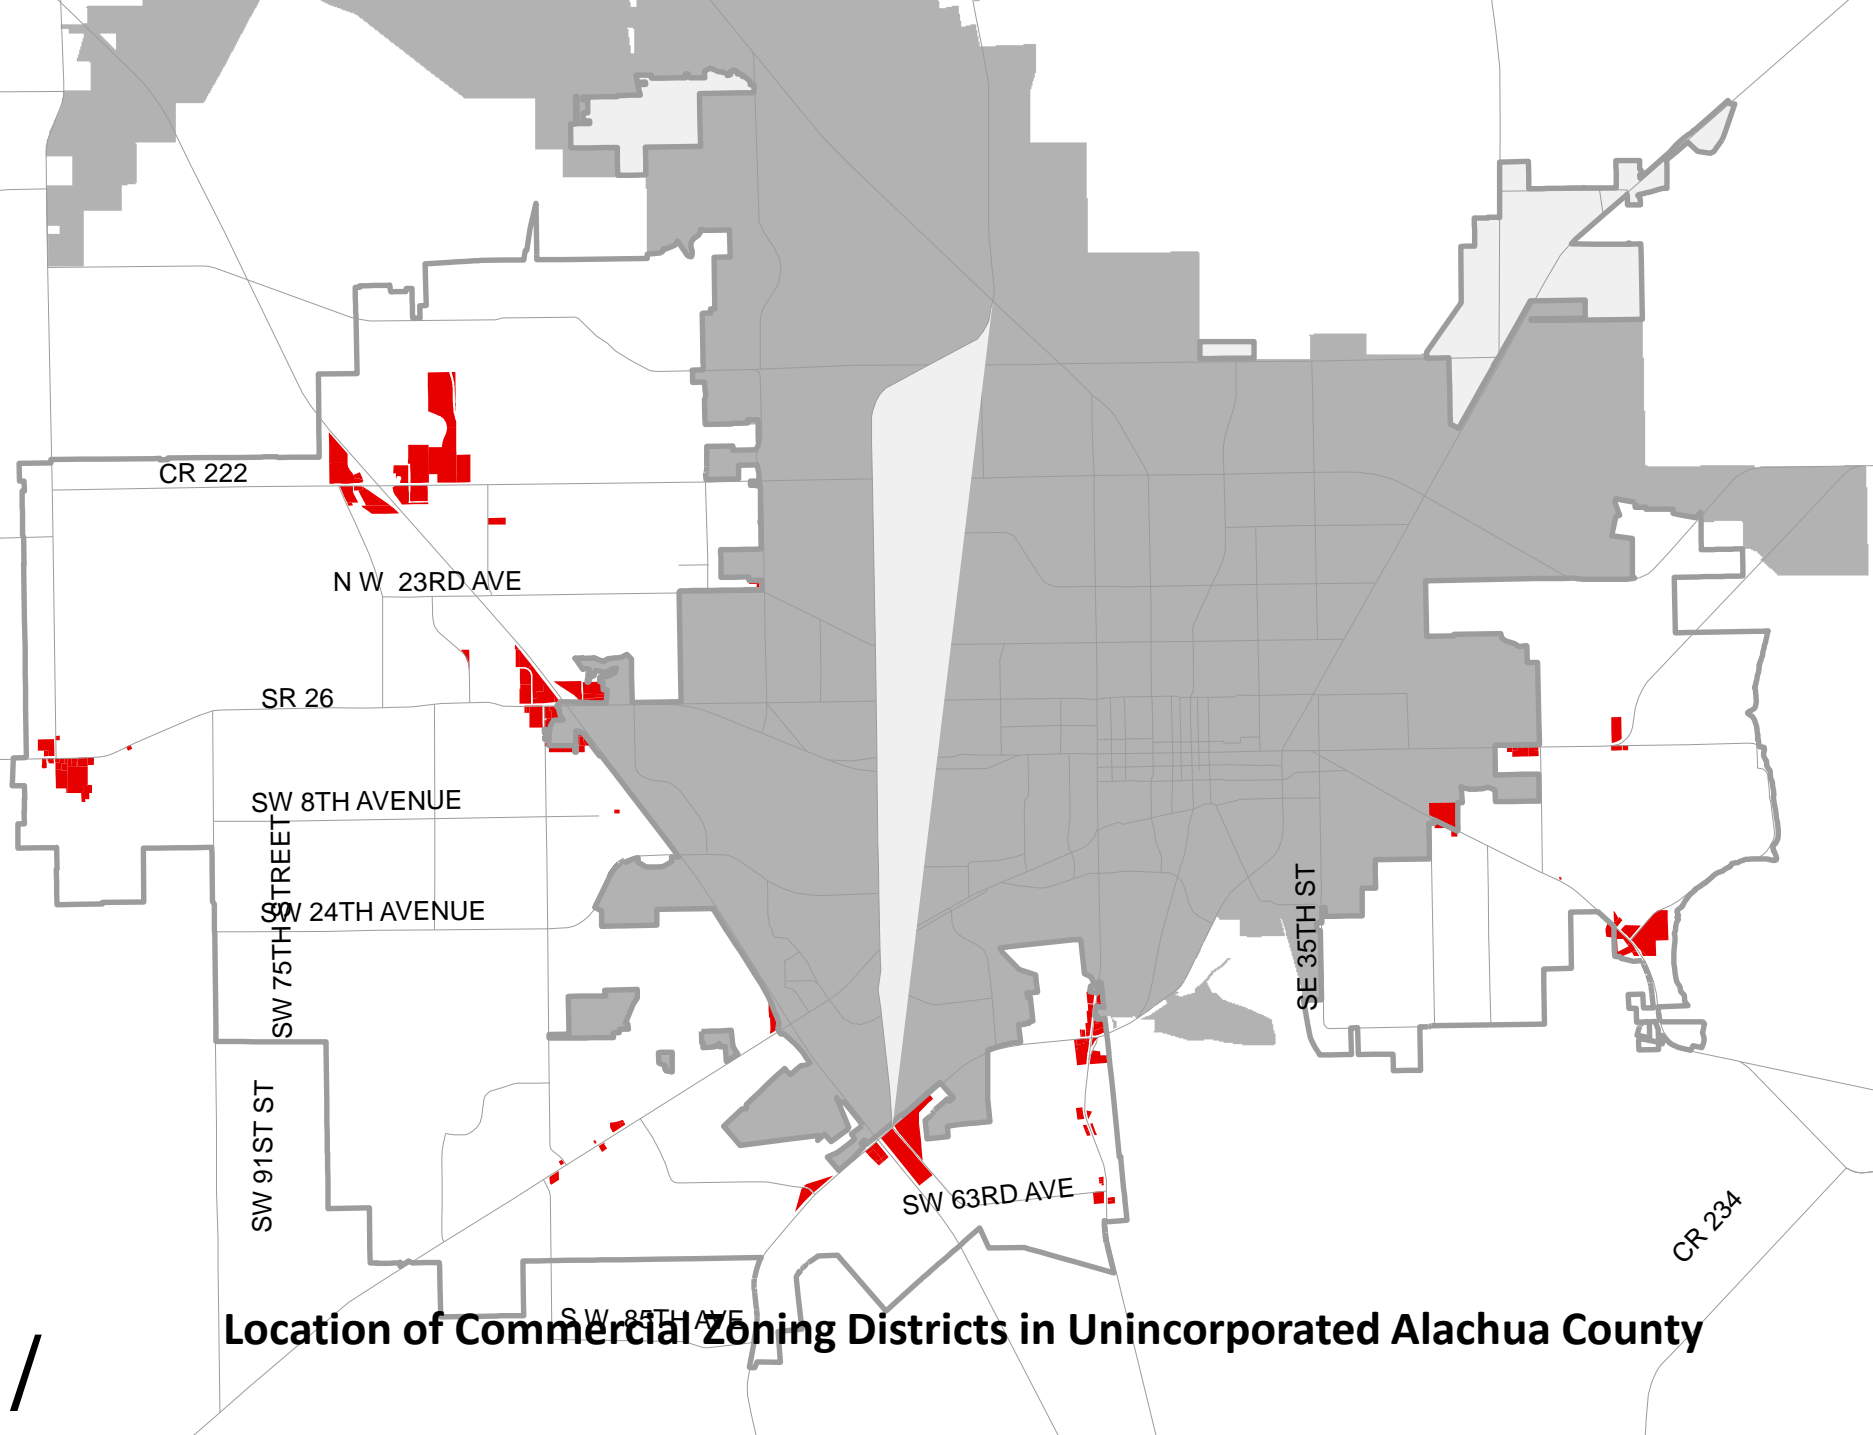 CR 222
N W 23RD AVE
SR 26
SW 8TH AVENUE
SW 75TH STREET
SW 24TH AVENUE
SE 35TH ST
SW 91ST ST
SW 63RD AVE
CR 234
S W 85TH AVE
Location of Commercial Zoning Districts in Unincorporated Alachua County
/